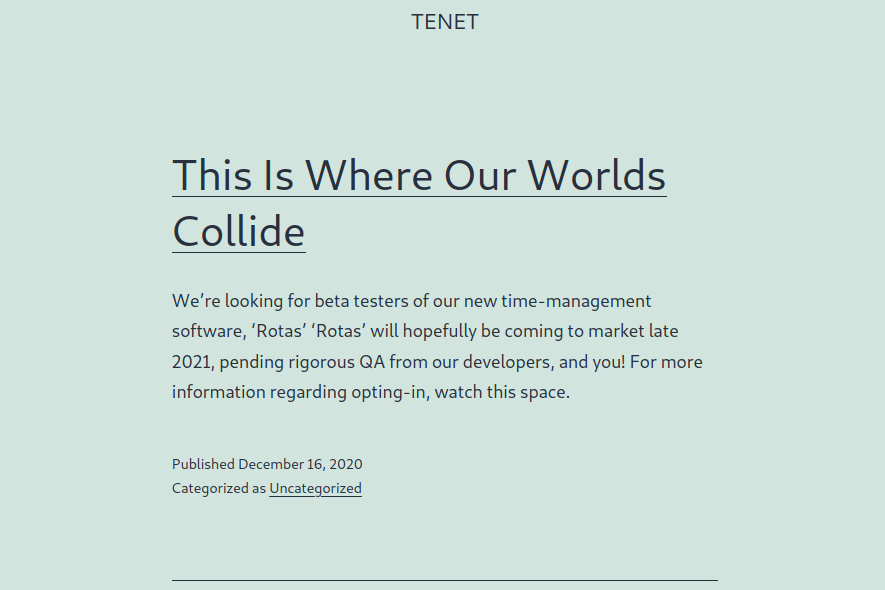 TENET
This Is Where Our Worlds
Collide
We’re looking for beta testers of our new time-management
software, ‘Rotas’ ‘Rotas’ will hopefully be coming to market late
2021, pending rigorous QA from our developers, and you! For more
information regarding opting-in, watch this space.
Published December 16, 2020
Categorized as Uncategorized